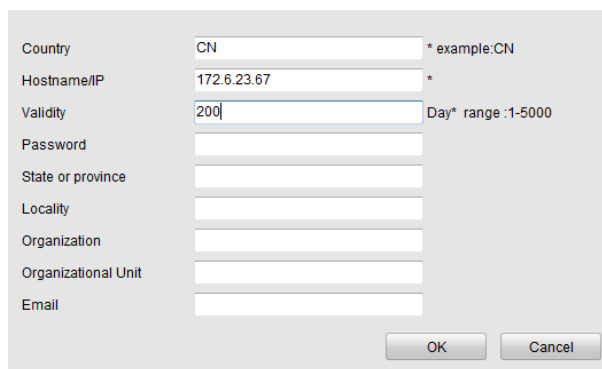 Country CN * example:CN
Hostname/IP 172.6.23.67 *
Validity 200 Day* range :1-5000
Password
State or province
Locality
Organization
Organizational Unit
Email
OK Cancel